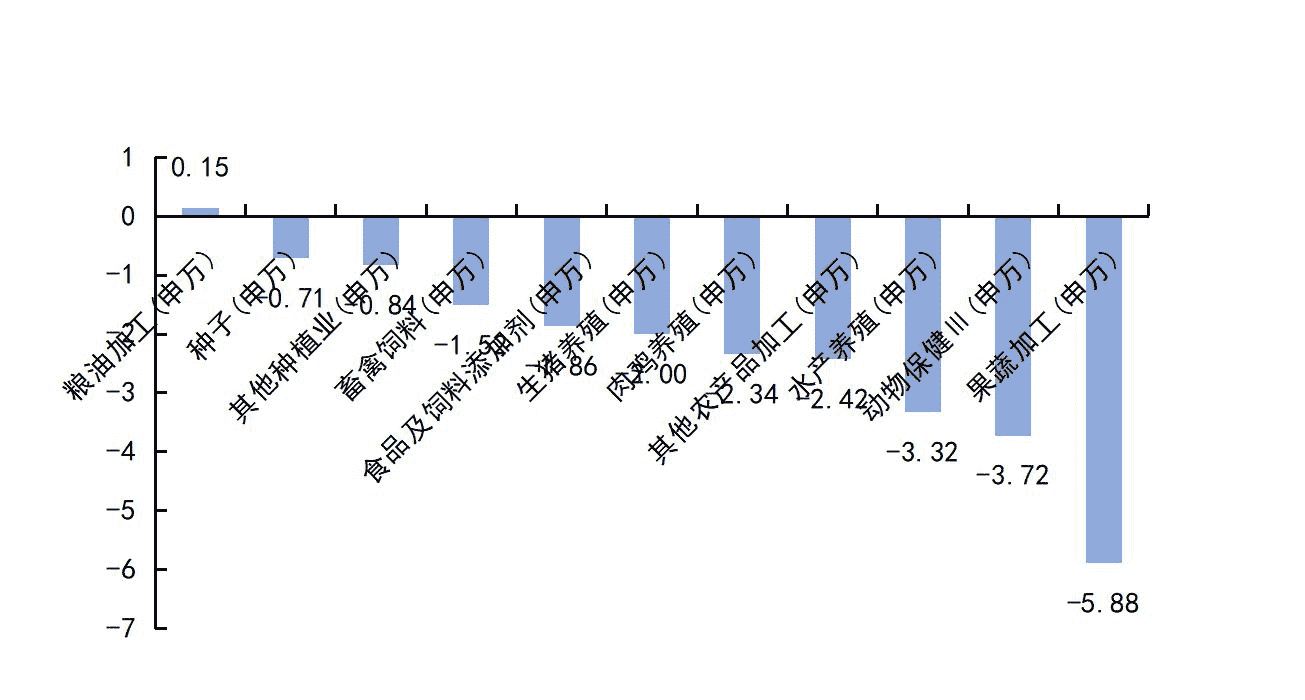 1
0
-1
-2
-3
-4
-5
-6
-7
0.15
-0.71
-0.84
-1.86
-2.00
-2.34
-2.42
-3.32
-3.72
-5.88
粮油加工(申万)
种子(申万)
其他种植业(申万)
畜禽饲料(申万)
食品及饲料添加剂(申万)
生猪养殖(申万)
肉鸡养殖(申万)
其他农产品加工(申万)
水产养殖(申万)
动物保健Ⅲ(申万)
果蔬加工(申万)